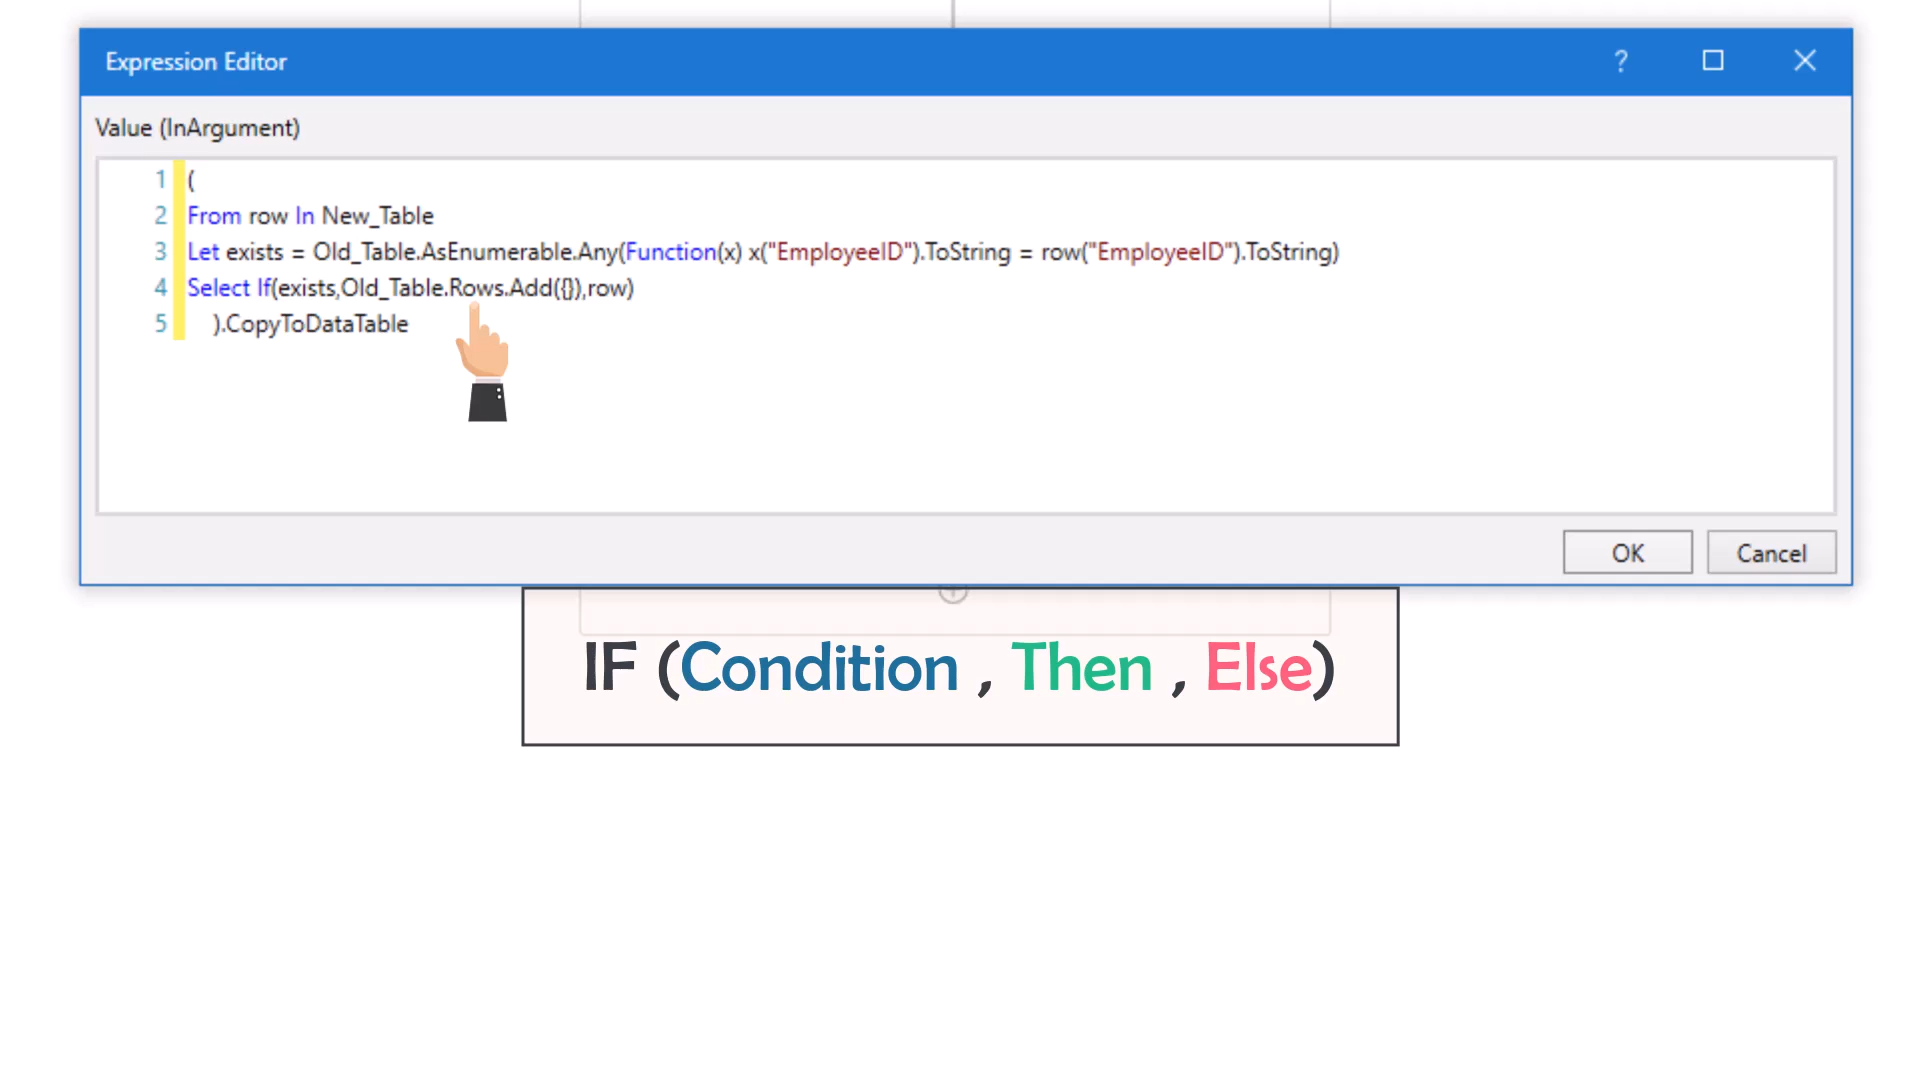 Expression Editor
?
Value (InArgument)
1 (
2 From row In New_Table
3 Let exists = Old_Table.AsEnumerable.Any(Function(x) x("EmployeeID").ToString = row("EmployeeID").ToString)
4 Select If(exists,Old_Table.Rows.Add({}),row)
5 ).CopyToDataTable
OK Cancel
IF (Condition , Then , Else)